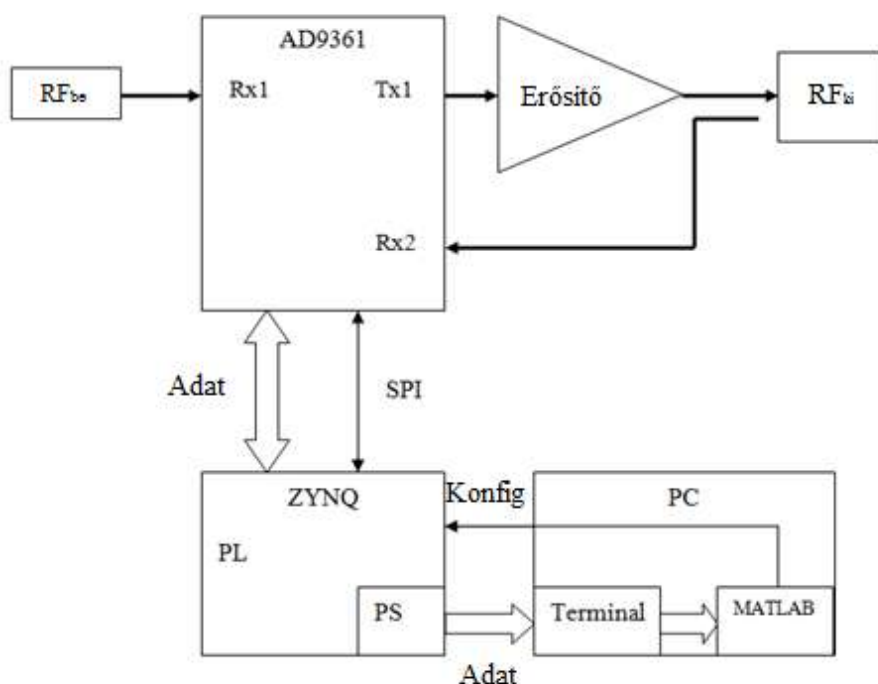 AD9361
RFbe
Rx1
Tx1
Erősítő
RFki
Rx2
Adat
SPI
ZYNQ
Konfig
PC
PL
PS
Terminal
MATLAB
Adat